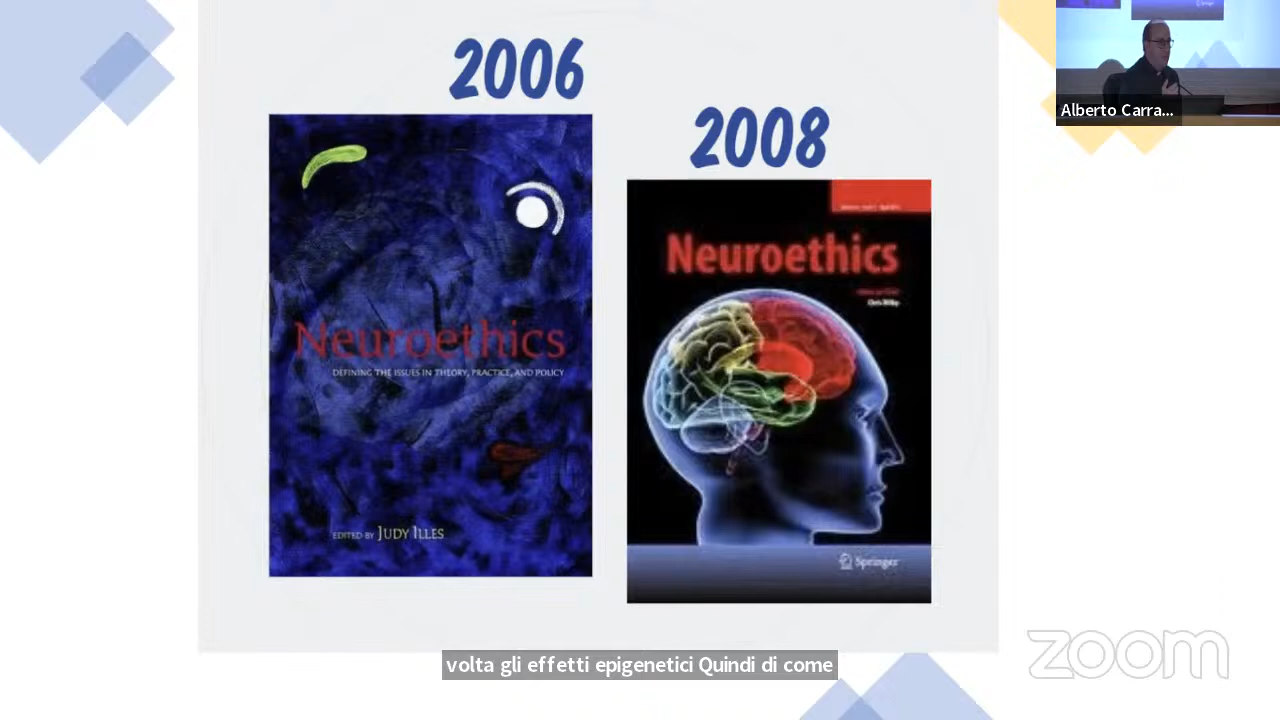 2006
2008
Alberto Carra...
Neuroethics
DEFINING THE ISSUES IN THEORY, PRACTICE, AND POLICY
EDITED BY JUDY ILLES
Neuroethics
Springer
zoom
volta gli effetti epigenetici Quindi di come